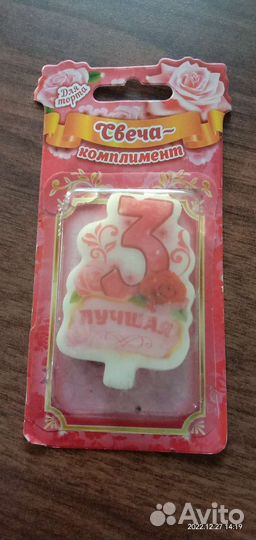 Для
торта
Свеча~
комплимент
3
ЛУЧШАЯ
2022.12.27 14:19
Avito